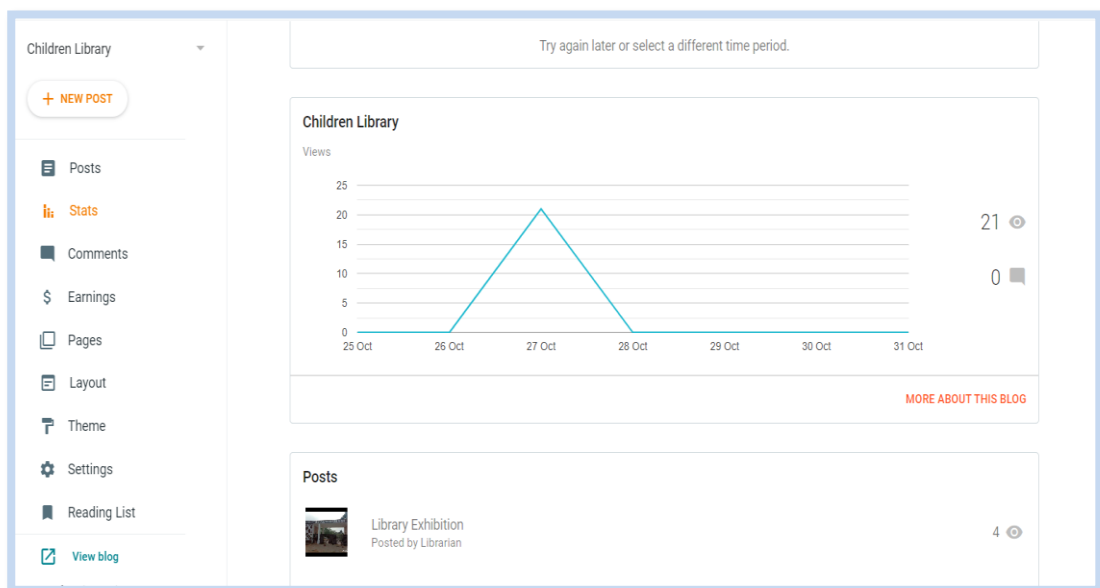 Children Library
+ NEW POST
Posts
Stats
Comments
$ Earnings
Pages
Layout
Theme
Settings
Reading List
View blog
Try again later or select a different time period.
Children Library
Views
25
20
15
10
5
0
25 Oct 26 Oct 27 Oct 28 Oct 29 Oct 30 Oct 31 Oct
21
0
MORE ABOUT THIS BLOG
Posts
Library Exhibition
Posted by Librarian
4